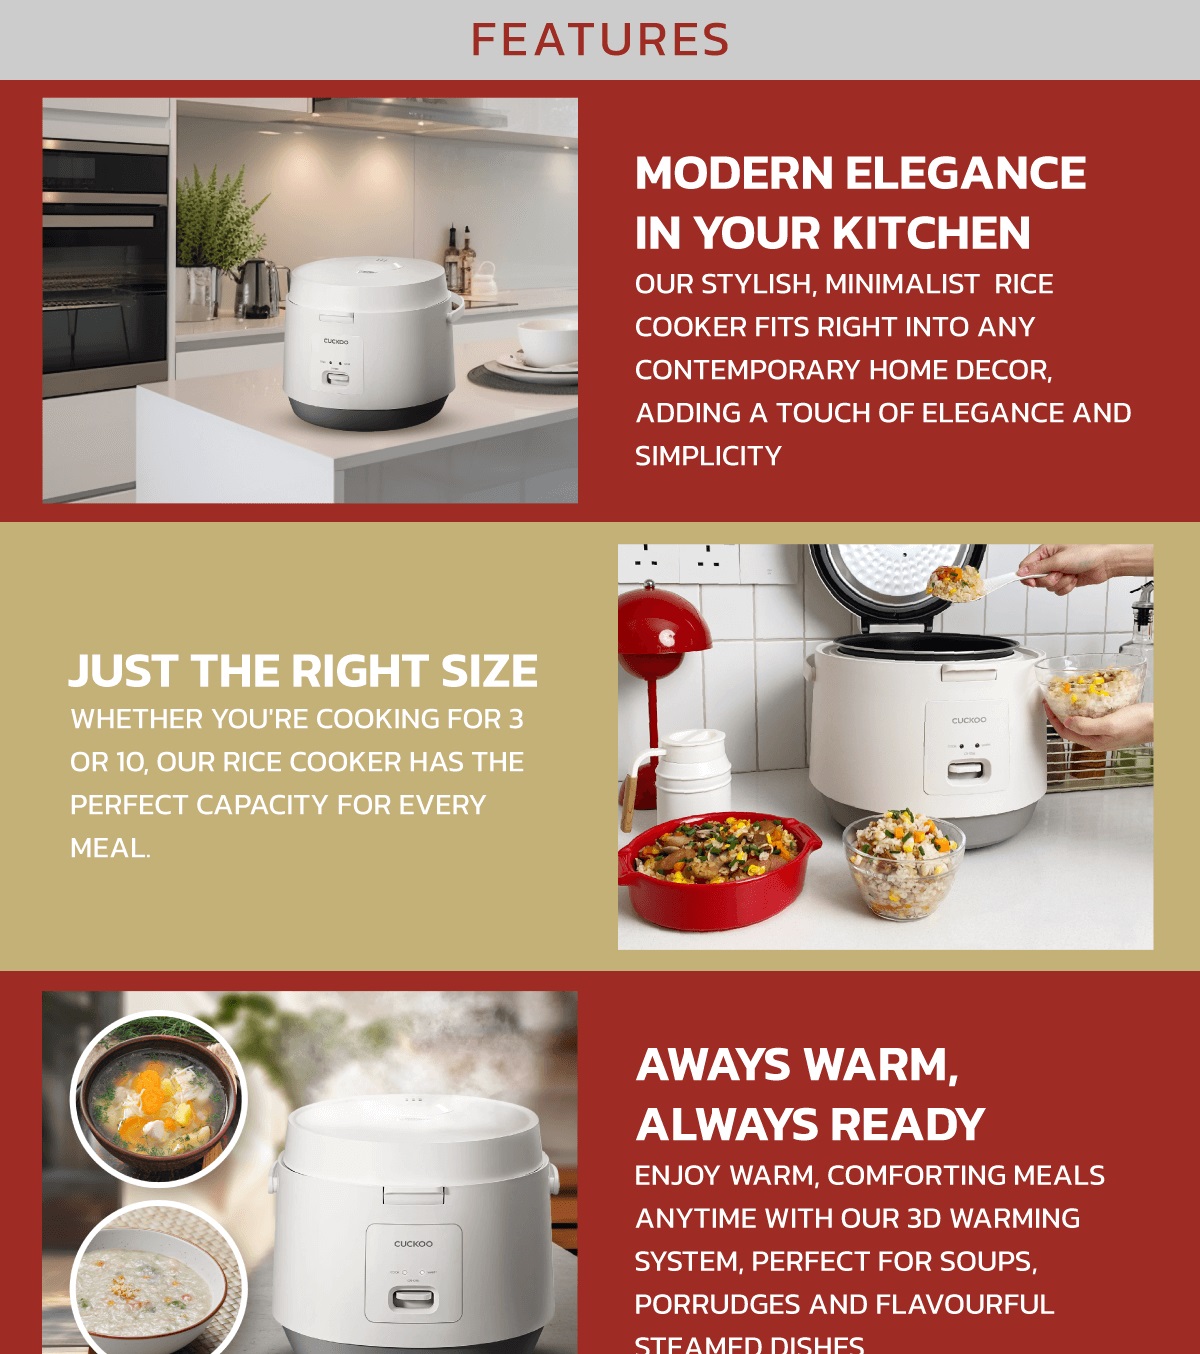 FEATURES
MODERN ELEGANCE
IN YOUR KITCHEN
OUR STYLISH, MINIMALIST RICE
COOKER FITS RIGHT INTO ANY
CONTEMPORARY HOME DECOR,
ADDING A TOUCH OF ELEGANCE AND
SIMPLICITY
CUCKOO
JUST THE RIGHT SIZE
WHETHER YOU'RE COOKING FOR 3
OR 10, OUR RICE COOKER HAS THE
PERFECT CAPACITY FOR EVERY
MEAL.
CUCKOO
AWAYS WARM,
ALWAYS READY
ENJOY WARM, COMFORTING MEALS
ANYTIME WITH OUR 3D WARMING
SYSTEM, PERFECT FOR SOUPS,
PORRUDGES AND FLAVOURFUL
STEAMED DISHES
CUCKOO